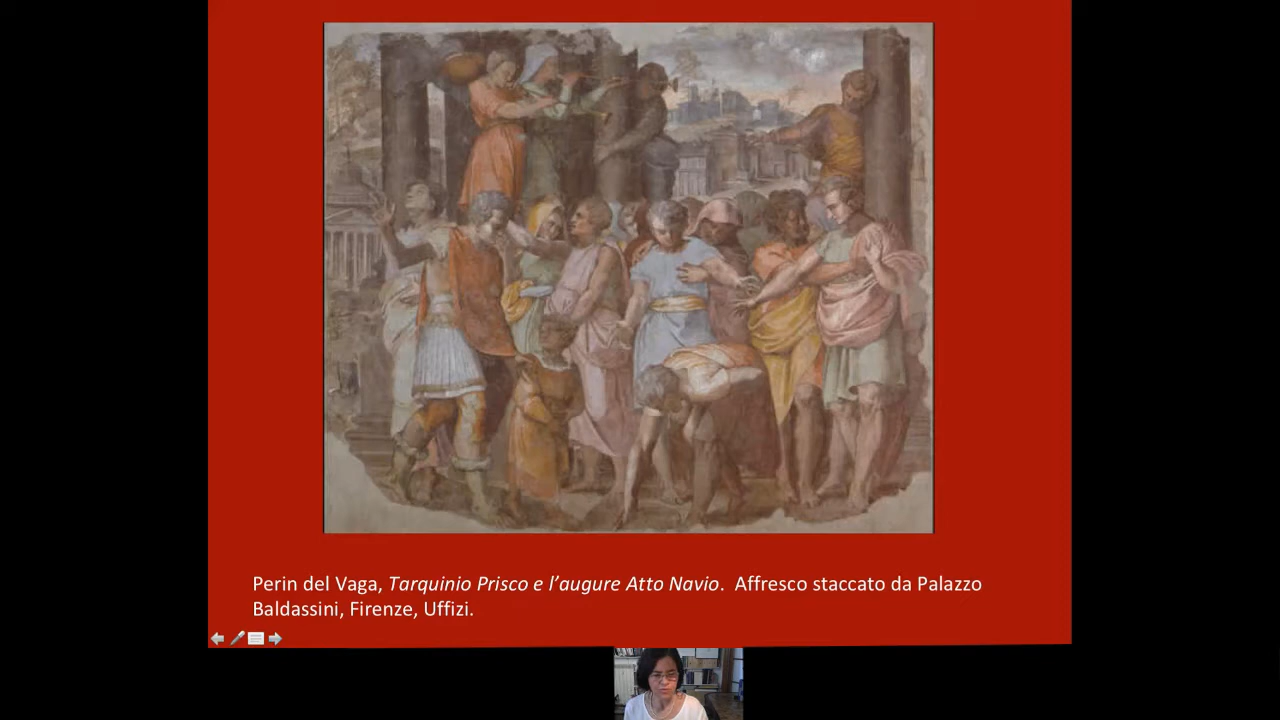 Perin del Vaga, Tarquinio Prisco e l’augure Atto Navio.  Affresco staccato da Palazzo
Baldassini, Firenze, Uffizi.